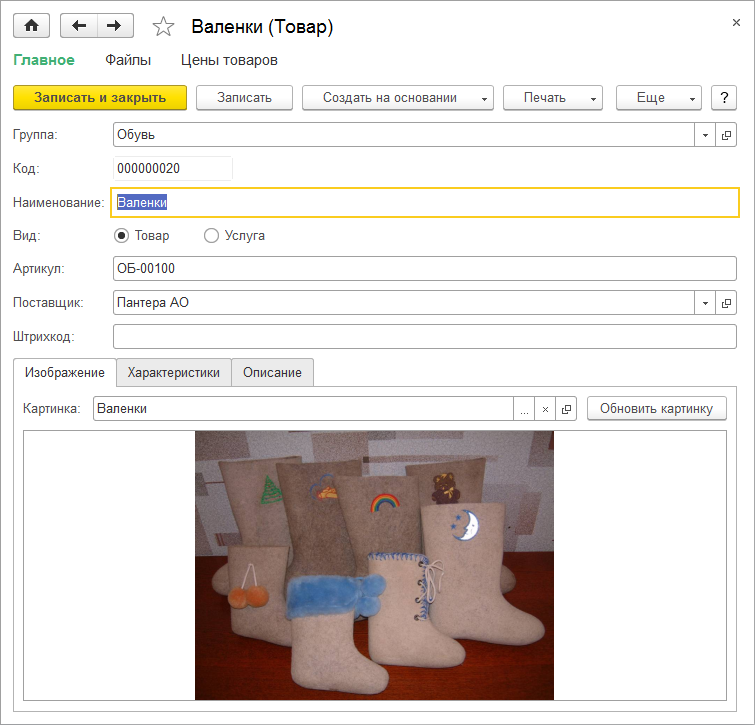 Валенки (Товар)
Главное Файлы Цены товаров
Записать и закрыть Записать Создать на основании Печать Еще ?
Группа: Обувь
Код: 000000020
Наименование: Валенки
Вид: Товар Услуга
Артикул: ОБ-00100
Поставщик: Пантера АО
Штрихкод:
Изображение Характеристики Описание
Картинка: Валенки ... × Обновить картинку